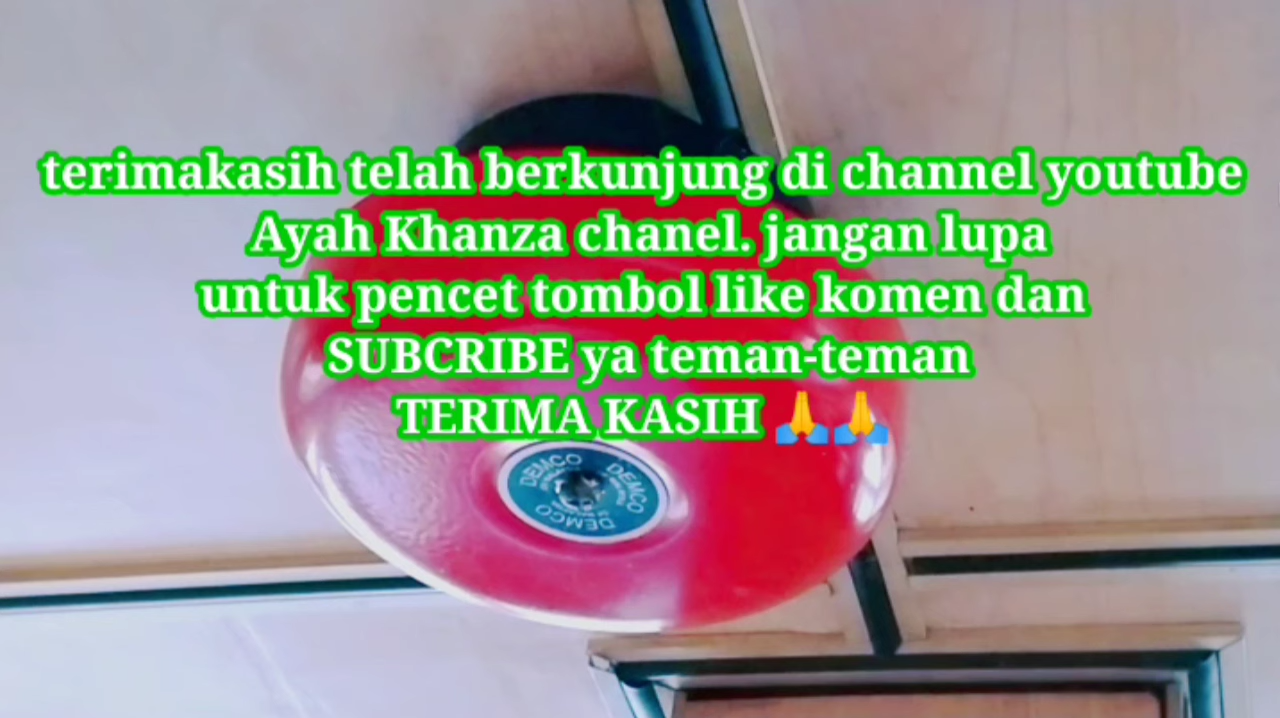 terimakasih telah berkunjung di channel youtube
Ayah Khanza chanel. jangan lupa
untuk pencet tombol like komen dan
SUBCRIBE ya teman-teman
TERIMA KASIH 🙏🙏
DEMCO
DEMCO
DEMCO